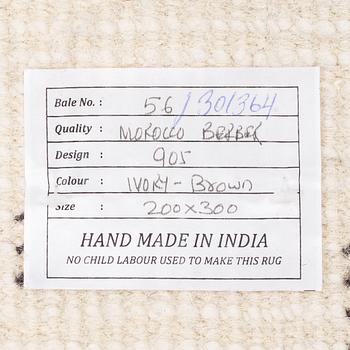 Bale No. : 56/301364
Quality : MOROCCO BERBER
Design : 905
Colour : IVORY - BROWN
Size : 200x300
HAND MADE IN INDIA
NO CHILD LABOUR USED TO MAKE THIS RUG